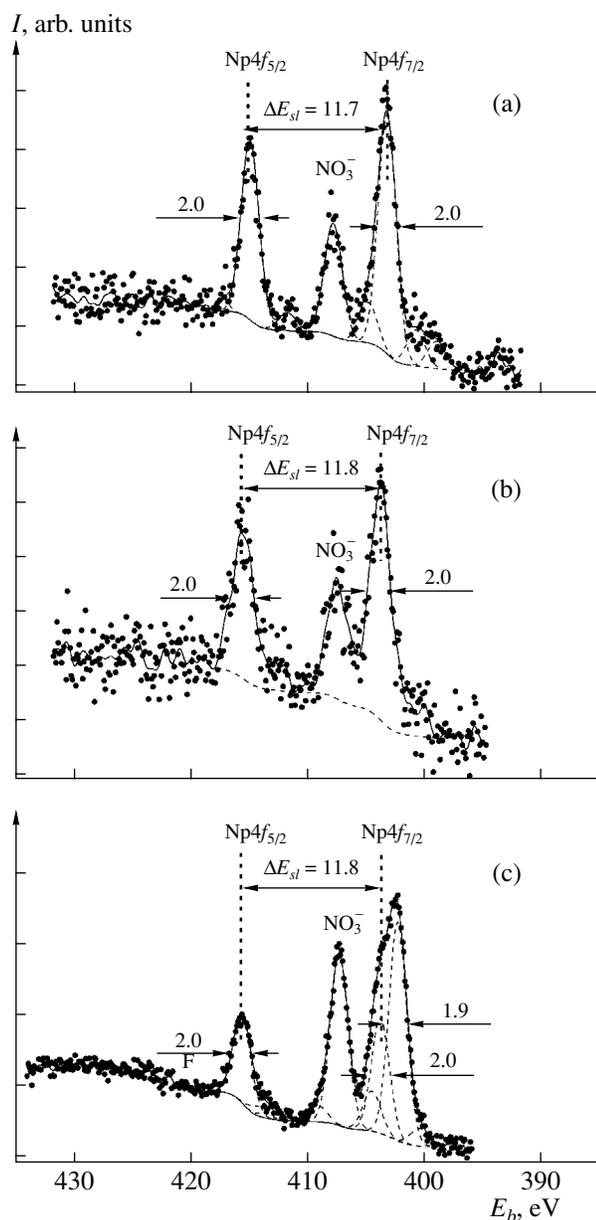 I, arb. units
Np4f5/2 Np4f7/2
(a)
ΔEsl = 11.7
NO3−
2.0 2.0
Np4f5/2 Np4f7/2
ΔEsl = 11.8 (b)
NO3−
2.0 2.0
Np4f5/2 Np4f7/2
ΔEsl = 11.8 (c)
NO3−
1.9
2.0
F
2.0
430 420 410 400 390
Eb, eV